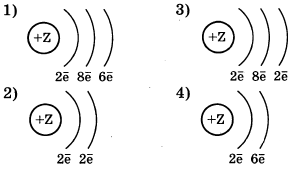 1) 3)
+Z +Z
2ē 8ē 6ē 2ē 8ē 2ē
2) 4)
+Z +Z
2ē 2ē 2ē 6ē